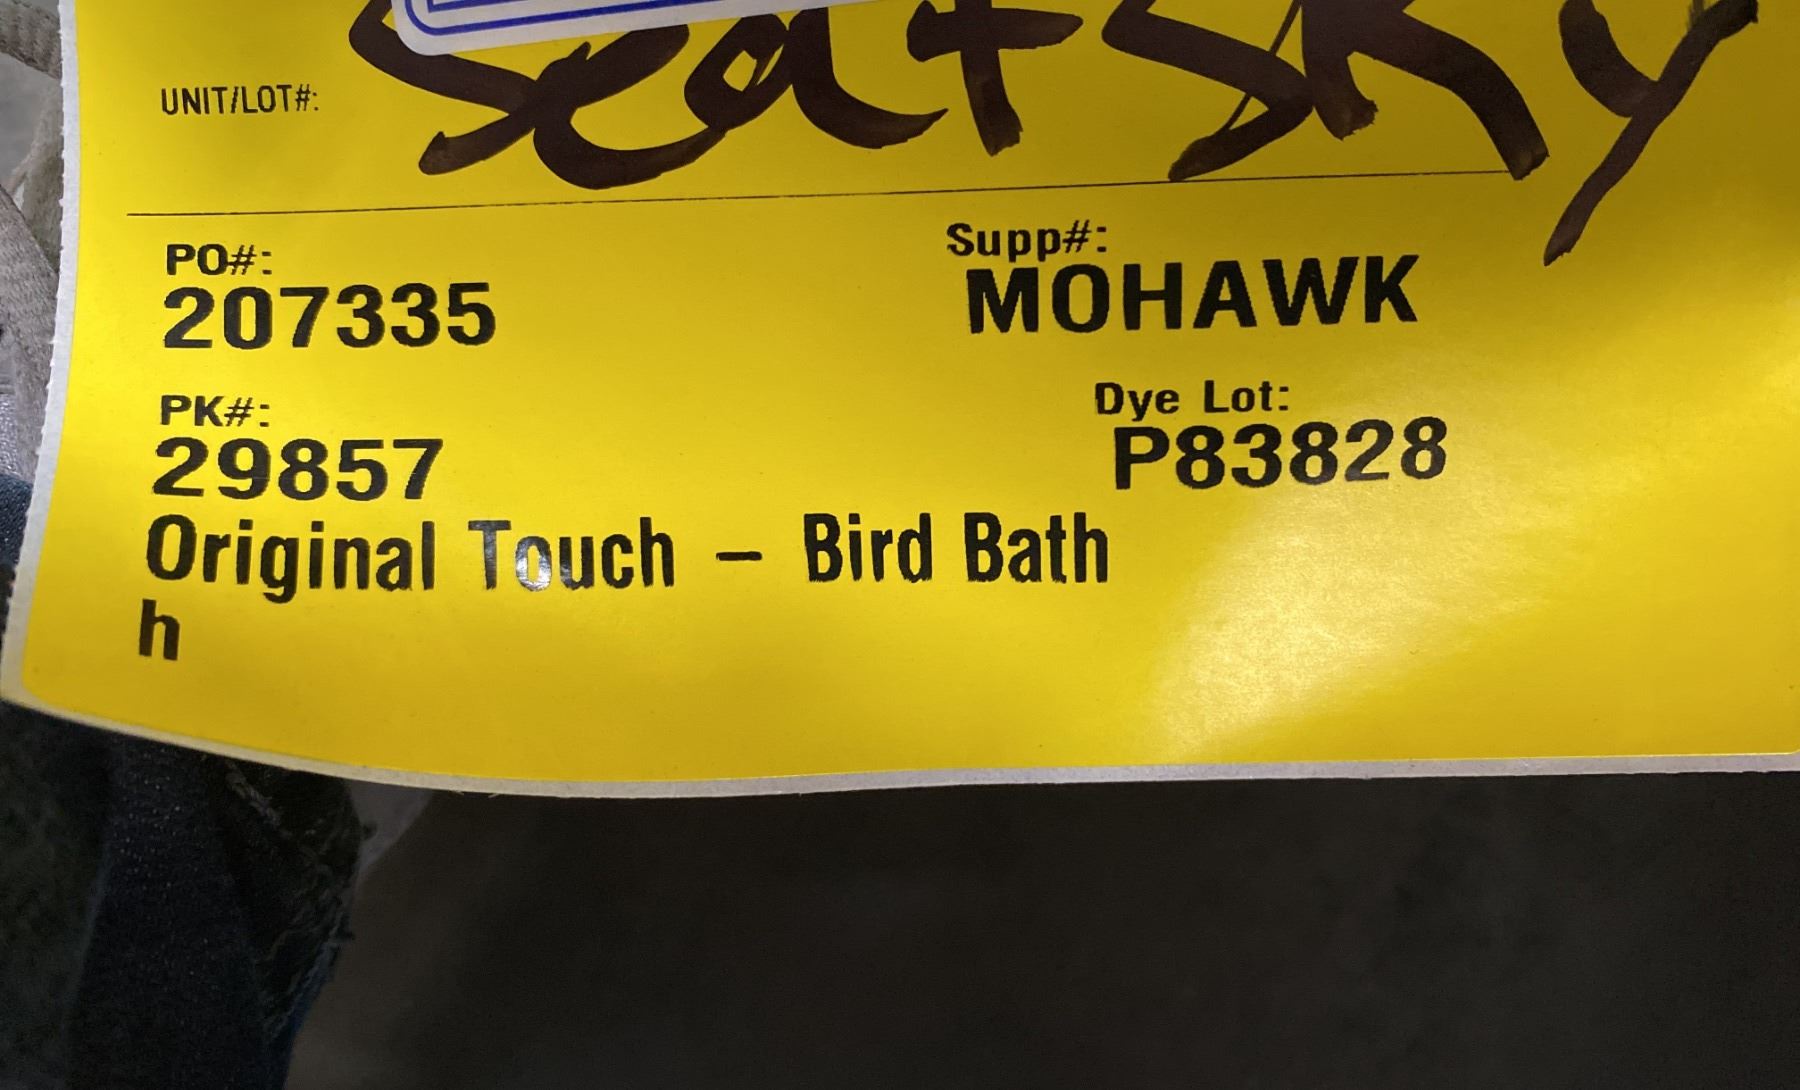 UNIT/LOT#: Sea + Sky
PO#: Supp#:
207335 MOHAWK
PK#: Dye Lot:
29857 P83828
Original Touch – Bird Bath
h